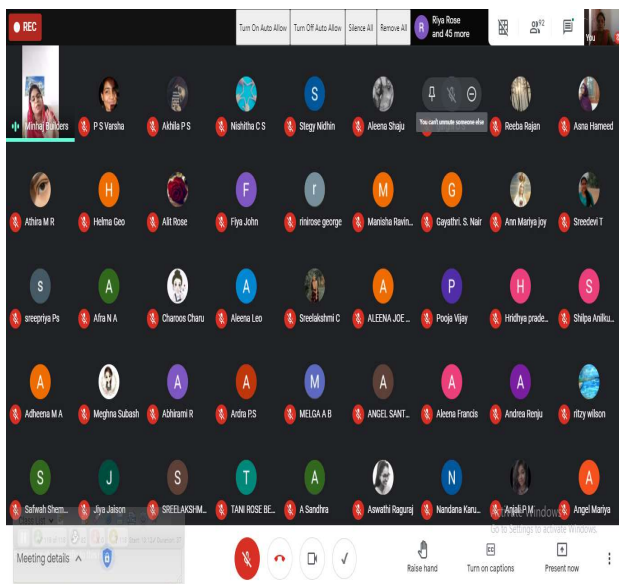 REC
Turn On Auto Allow Turn Off Auto Allow Silence All Remove All
R Riya Rose
and 45 more
92
You
Minhaj Builders P S Varsha Akhila P S Nishitha C S S Stegy Nidhin Aleena Shaju Reeba Rajan Asna Hameed
You can't unmute someone else
Athira M R H Helma Geo Alit Rose F Fiya John r rinirose george M Manisha Ravin... G Gayathri. S. Nair Ann Mariya joy Sreedevi T
s sreepriya Ps A Afra N A Charoos Charu A Aleena Leo Sreelakshmi C A ALEENA JOE ... P Pooja Vijay H Hridhya prade... S Shilpa Anilku...
A Adheena M A Meghna Subash A Abhirami R A Ardra P.S M MELGA A B A ANGEL SANT... A Aleena Francis A Andrea Renju ritzy wilson
S Safwah Shem... J Jiya Jaison S SREELAKSHM... T TANI ROSE BE... A A Sandhra Aswathi Raguraj N Nandana Karu... Anjali P M A Angel Mariya
Go to Settings to activate Windows.
Meeting details
Raise hand
Turn on captions
Present now